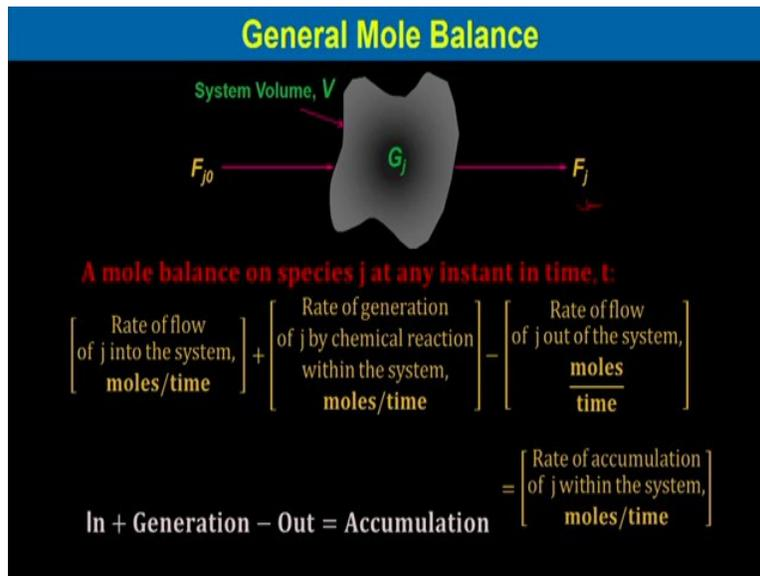 General Mole Balance
System Volume, V
F_j0
G_j
F_j
A mole balance on species j at any instant in time, t:
[Rate of flow
of j into the system,
moles/time]
+
[Rate of generation
of j by chemical reaction
within the system,
moles/time]
−
[Rate of flow
of j out of the system,
moles
time]
= [Rate of accumulation
of j within the system,
moles/time]
In + Generation − Out = Accumulation